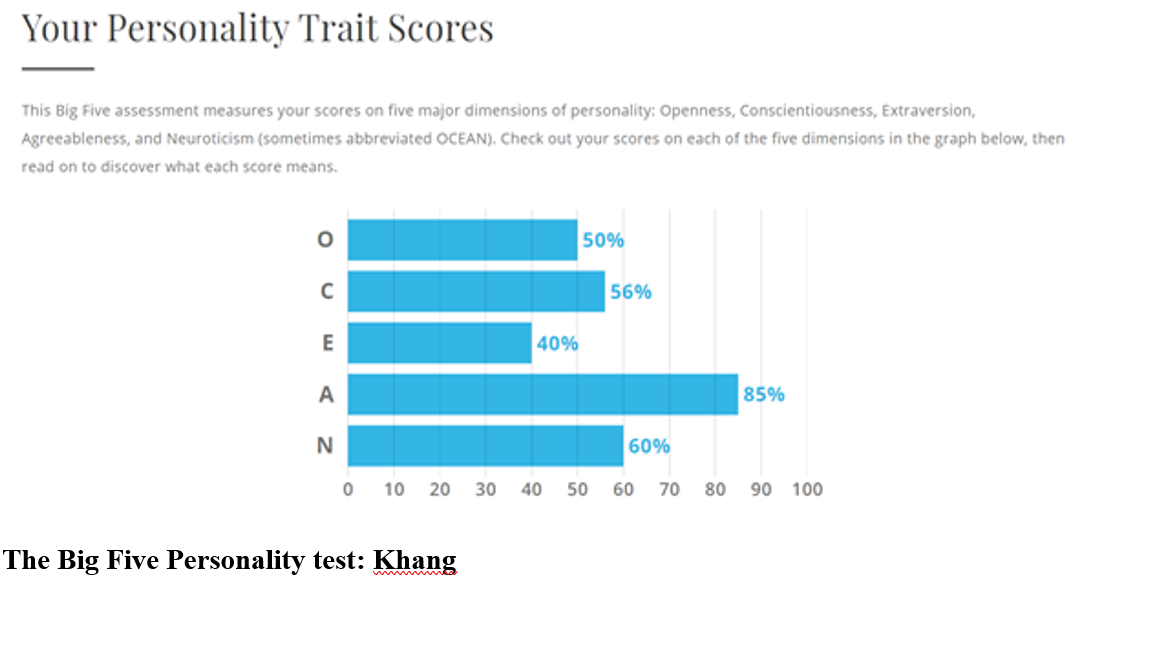 Your Personality Trait Scores
This Big Five assessment measures your scores on five major dimensions of personality: Openness, Conscientiousness, Extraversion,
Agreeableness, and Neuroticism (sometimes abbreviated OCEAN). Check out your scores on each of the five dimensions in the graph below, then
read on to discover what each score means.
O 50%
C 56%
E 40%
A 85%
N 60%
0 10 20 30 40 50 60 70 80 90 100
The Big Five Personality test: Khang